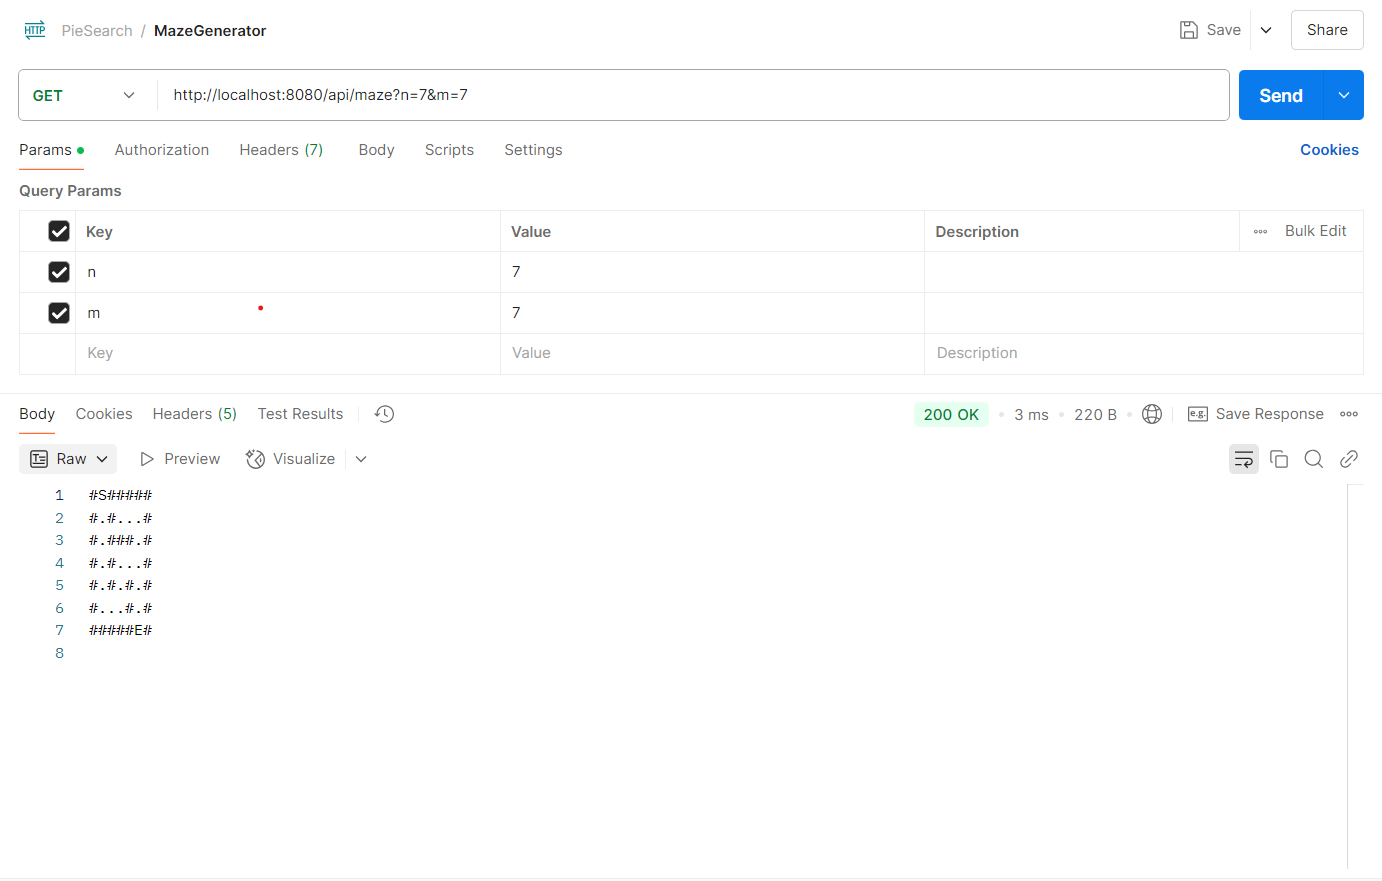 HTTP PieSearch / MazeGenerator Save Share
GET http://localhost:8080/api/maze?n=7&m=7 Send
Params Authorization Headers (7) Body Scripts Settings Cookies
Query Params
Key Value Description Bulk Edit
n 7
m 7
Key Value Description
Body Cookies Headers (5) Test Results 200 OK 3 ms 220 B e.g. Save Response
Raw Preview Visualize
1 #S#####
2 #.#...#
3 #.###.#
4 #.#...#
5 #.#.#.#
6 #...#.#
7 #####E#
8